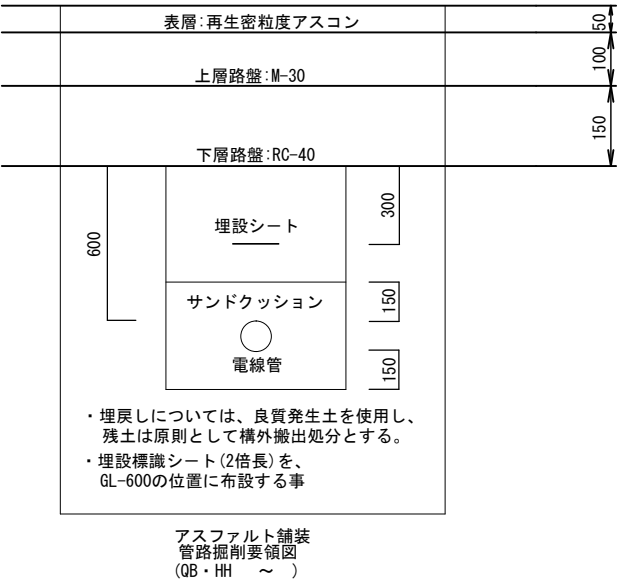 表層:再生密粒度アスコン
50
上層路盤:M-30
100
下層路盤:RC-40
150
埋設シート
300
600
サンドクッション
150
電線管
150
・埋戻しについては、良質発生土を使用し、
残土は原則として構外搬出処分とする。
・埋設標識シート(2倍長)を、
GL-600の位置に布設する事
アスファルト舗装
管路掘削要領図
(QB・HH ～ )